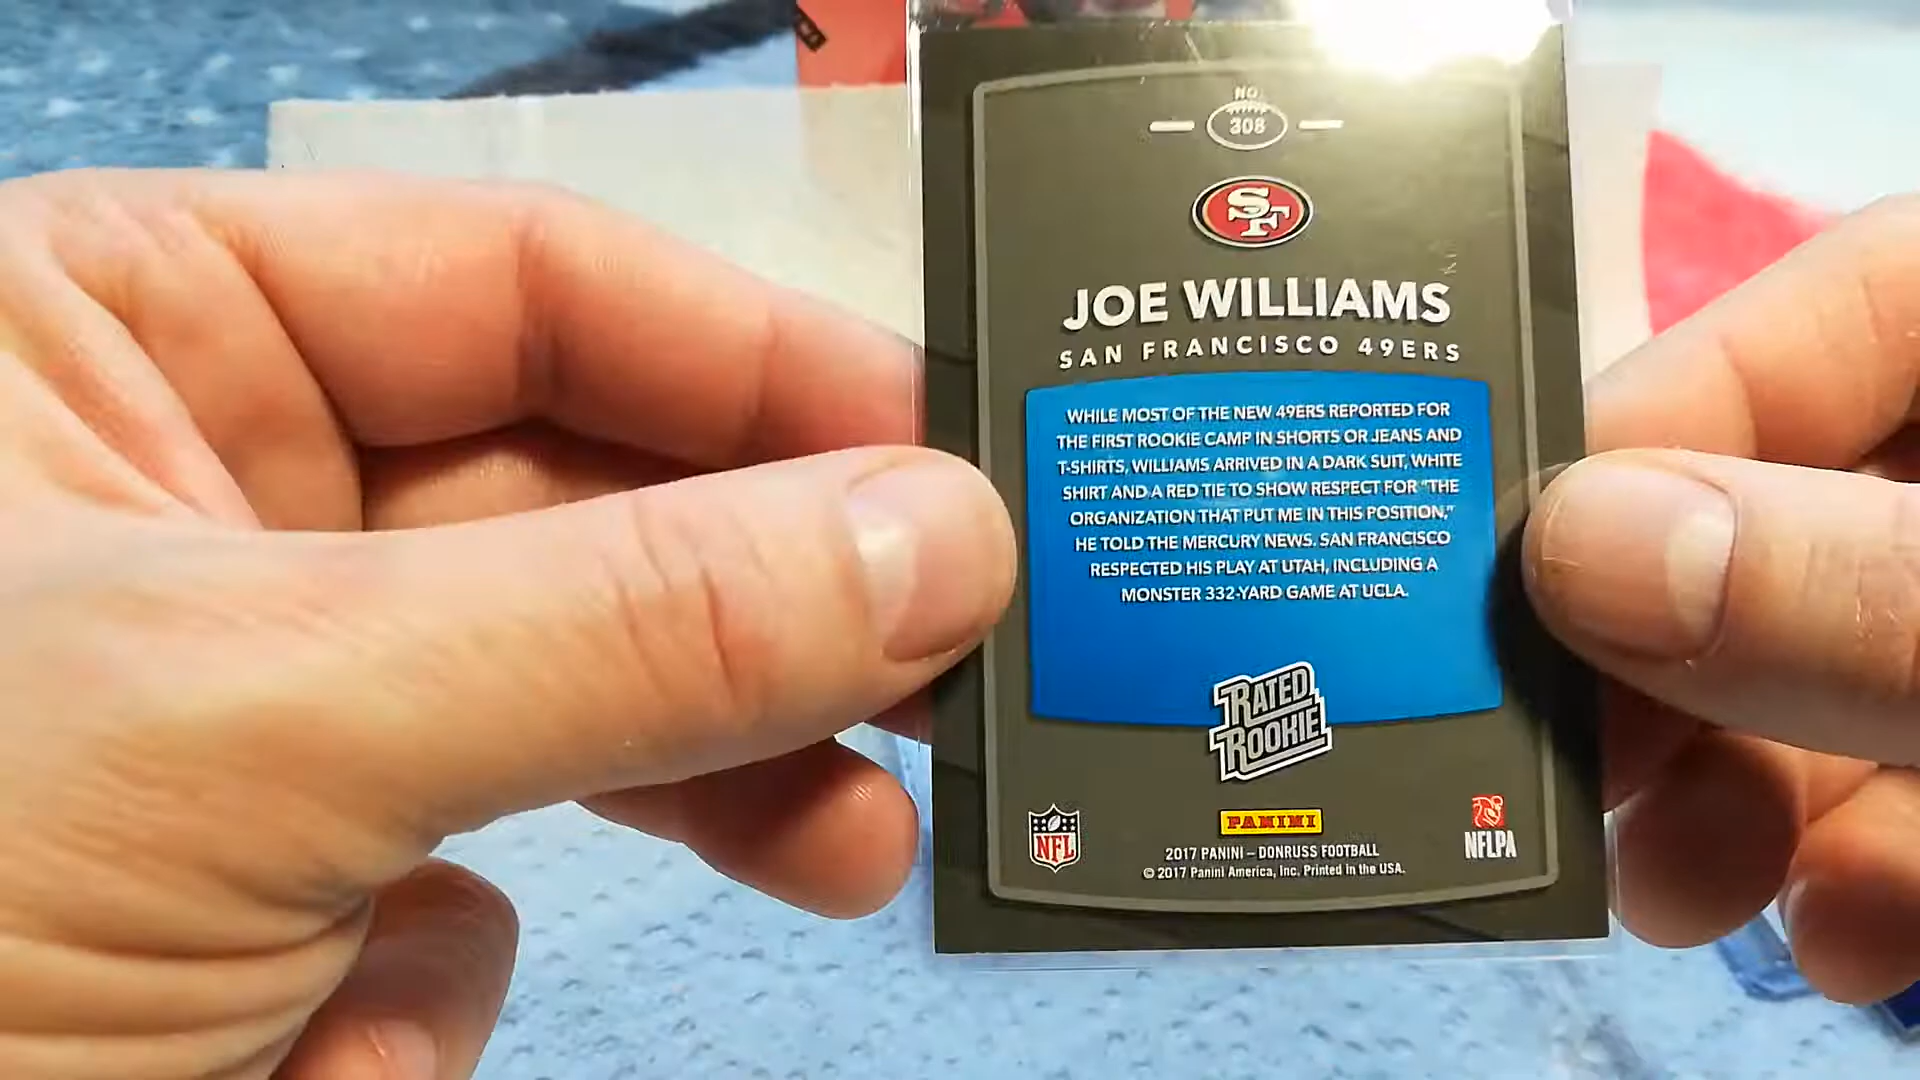 NO.
308
SF
JOE WILLIAMS
SAN FRANCISCO 49ERS
WHILE MOST OF THE NEW 49ERS REPORTED FOR
THE FIRST ROOKIE CAMP IN SHORTS OR JEANS AND
T-SHIRTS, WILLIAMS ARRIVED IN A DARK SUIT, WHITE
SHIRT AND A RED TIE TO SHOW RESPECT FOR "THE
ORGANIZATION THAT PUT ME IN THIS POSITION,"
HE TOLD THE MERCURY NEWS. SAN FRANCISCO
RESPECTED HIS PLAY AT UTAH, INCLUDING A
MONSTER 332-YARD GAME AT UCLA.
RATED
ROOKIE
PANINI
NFL
NFLPA
2017 PANINI – DONRUSS FOOTBALL
© 2017 Panini America, Inc. Printed in the USA.